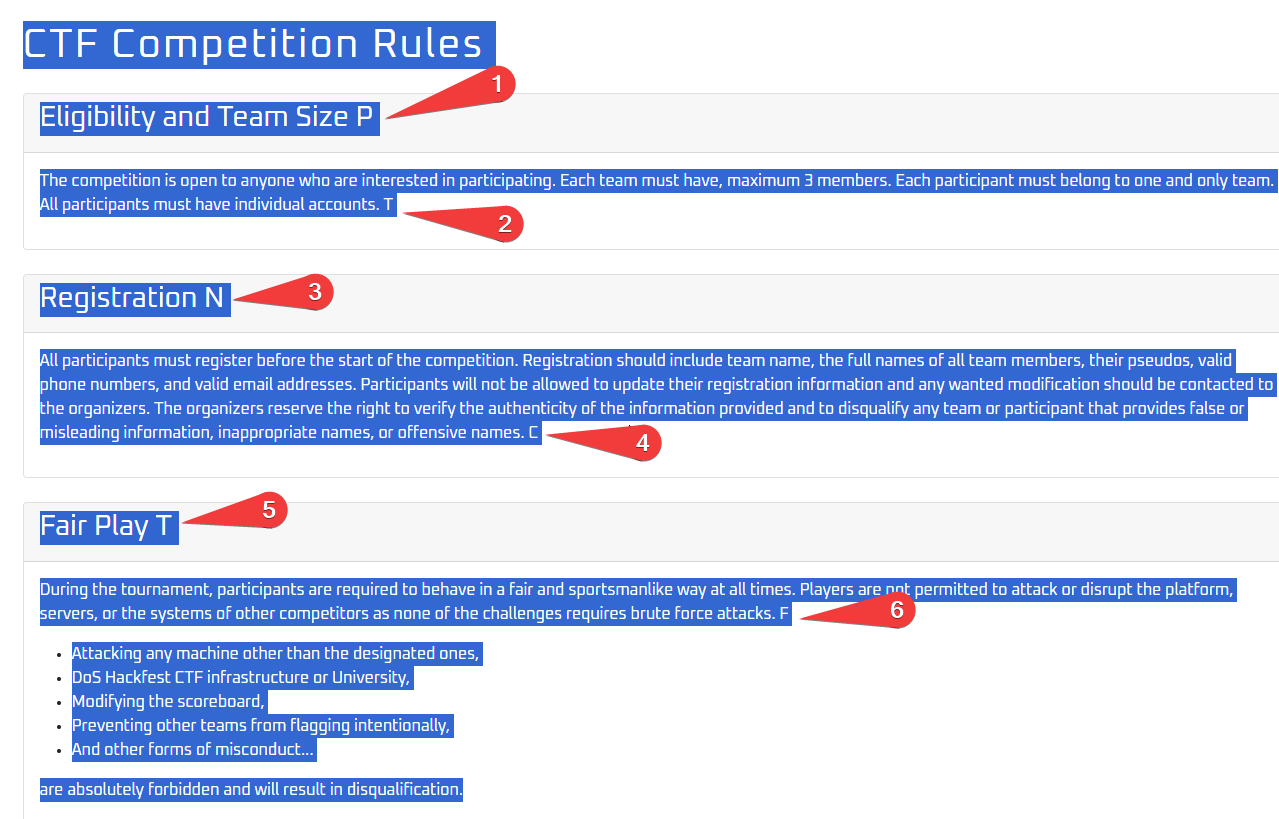 CTF Competition Rules
1
Eligibility and Team Size P
The competition is open to anyone who are interested in participating. Each team must have, maximum 3 members. Each participant must belong to one and only team.
All participants must have individual accounts. T
2
Registration N
3
All participants must register before the start of the competition. Registration should include team name, the full names of all team members, their pseudos, valid
phone numbers, and valid email addresses. Participants will not be allowed to update their registration information and any wanted modification should be contacted to
the organizers. The organizers reserve the right to verify the authenticity of the information provided and to disqualify any team or participant that provides false or
misleading information, inappropriate names, or offensive names. C
4
Fair Play T
5
During the tournament, participants are required to behave in a fair and sportsmanlike way at all times. Players are not permitted to attack or disrupt the platform,
servers, or the systems of other competitors as none of the challenges requires brute force attacks. F
6
• Attacking any machine other than the designated ones,
• DoS Hackfest CTF infrastructure or University,
• Modifying the scoreboard,
• Preventing other teams from flagging intentionally,
• And other forms of misconduct...
are absolutely forbidden and will result in disqualification.